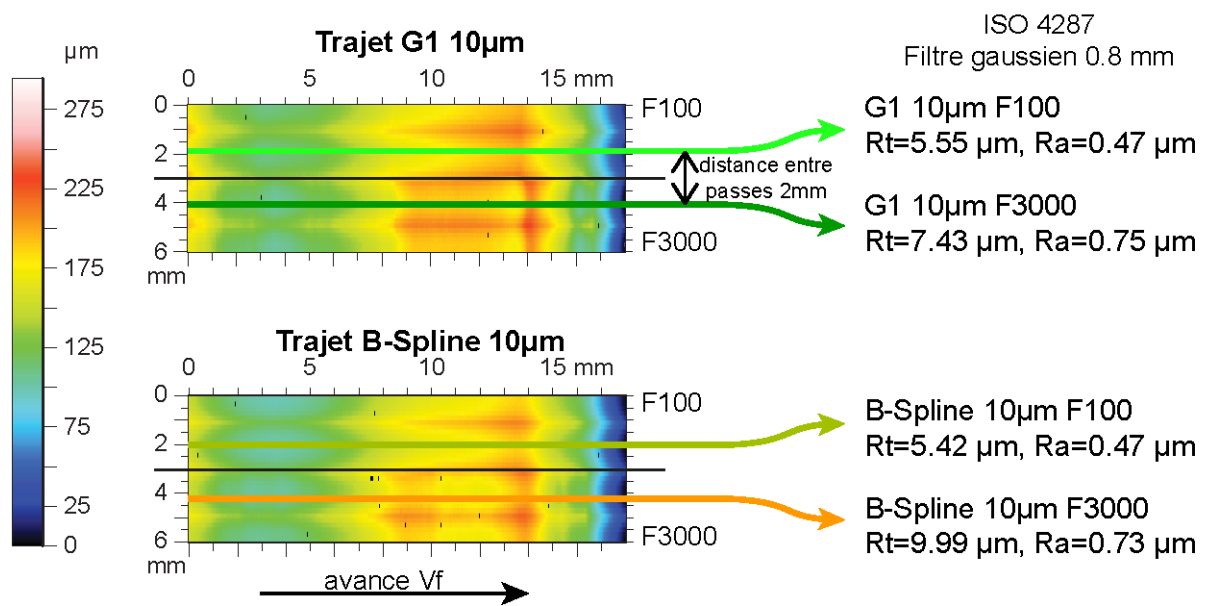 µm
275
225
175
125
75
25
0
Trajet G1 10µm
0 5 10 15 mm
0
2
4
6
mm
F100
F3000
distance entre
passes 2mm
ISO 4287
Filtre gaussien 0.8 mm
G1 10µm F100
Rt=5.55 µm, Ra=0.47 µm
G1 10µm F3000
Rt=7.43 µm, Ra=0.75 µm
Trajet B-Spline 10µm
0 5 10 15 mm
0
2
4
6
mm
F100
F3000
B-Spline 10µm F100
Rt=5.42 µm, Ra=0.47 µm
B-Spline 10µm F3000
Rt=9.99 µm, Ra=0.73 µm
avance Vf